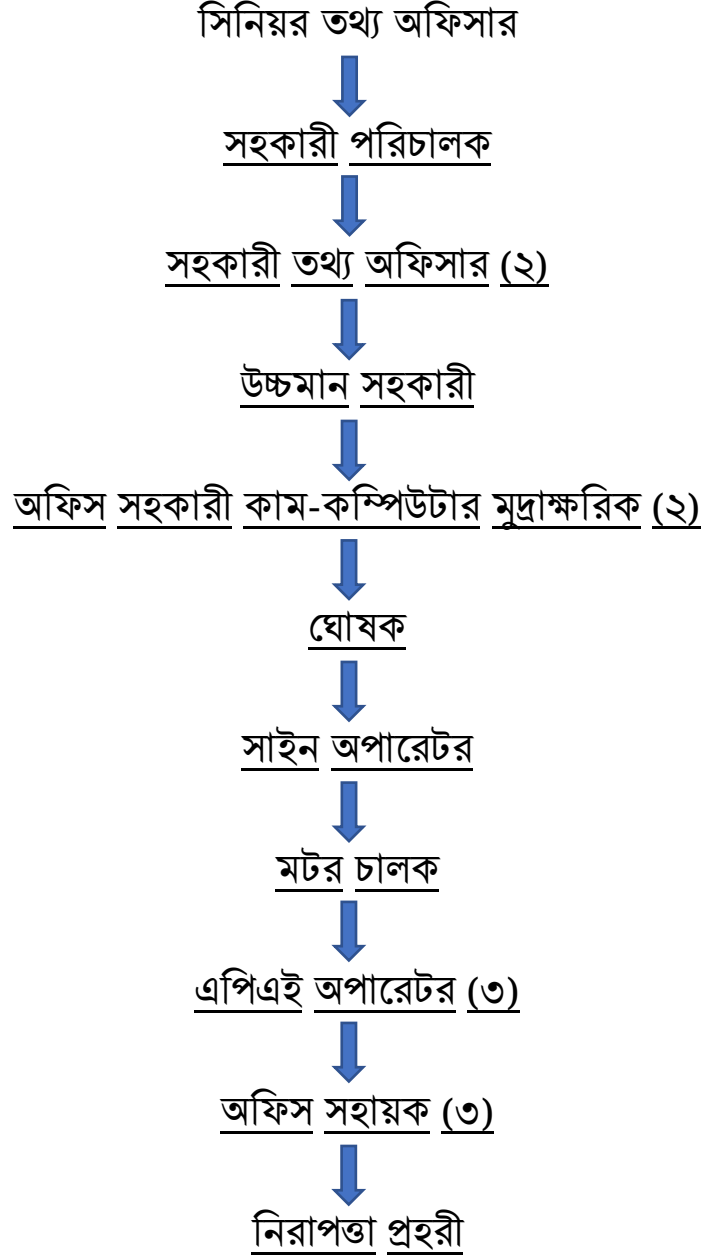 সিনিয়র তথ্য অফিসার
সহকারী পরিচালক
সহকারী তথ্য অফিসার (২)
উচ্চমান সহকারী
অফিস সহকারী কাম-কম্পিউটার মুদ্রাক্ষরিক (২)
ঘোষক
সাইন অপারেটর
মটর চালক
এপিএই অপারেটর (৩)
অফিস সহায়ক (৩)
নিরাপত্তা প্রহরী